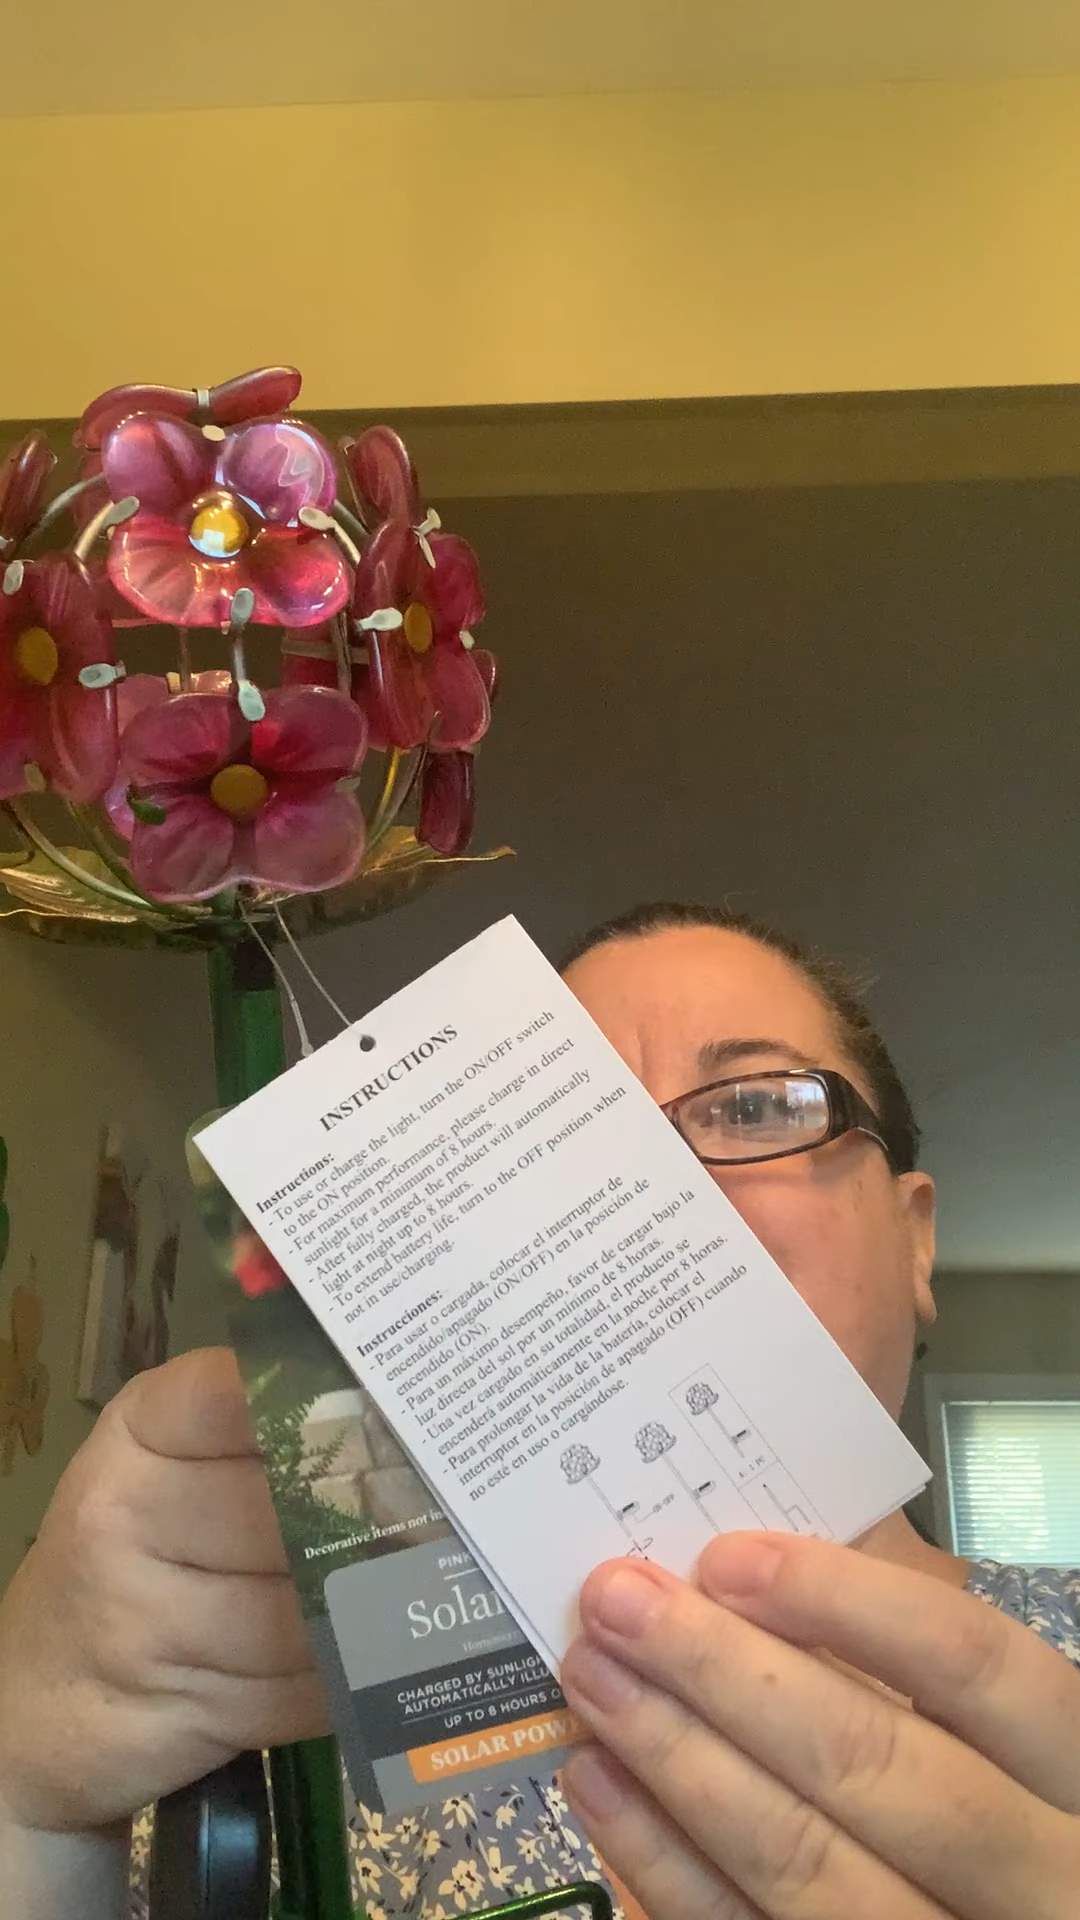 INSTRUCTIONS
Instructions:
- To use or charge the light, turn the ON/OFF switch
to the ON position.
- For maximum performance, please charge in direct
sunlight for a minimum of 8 hours.
- After fully charged, the product will automatically
light at night up to 8 hours.
- To extend battery life, turn to the OFF position when
not in use/charging.
Instrucciones:
- Para usar o cargada, colocar el interruptor de
encendido/apagado (ON/OFF) en la posición de
encendido (ON).
- Para un máximo desempeño, favor de cargar bajo la
luz directa del sol por un mínimo de 8 horas.
- Una vez cargado en su totalidad, el producto se
encenderá automáticamente en la noche por 8 horas.
- Para prolongar la vida de la batería, colocar el
interruptor en la posición de apagado (OFF) cuando
no esté en uso o cargándose.
Decorative items not
PINK
Solar
CHARGED BY SUNLIGH
AUTOMATICALLY ILLU
UP TO 8 HOURS O
SOLAR POWE